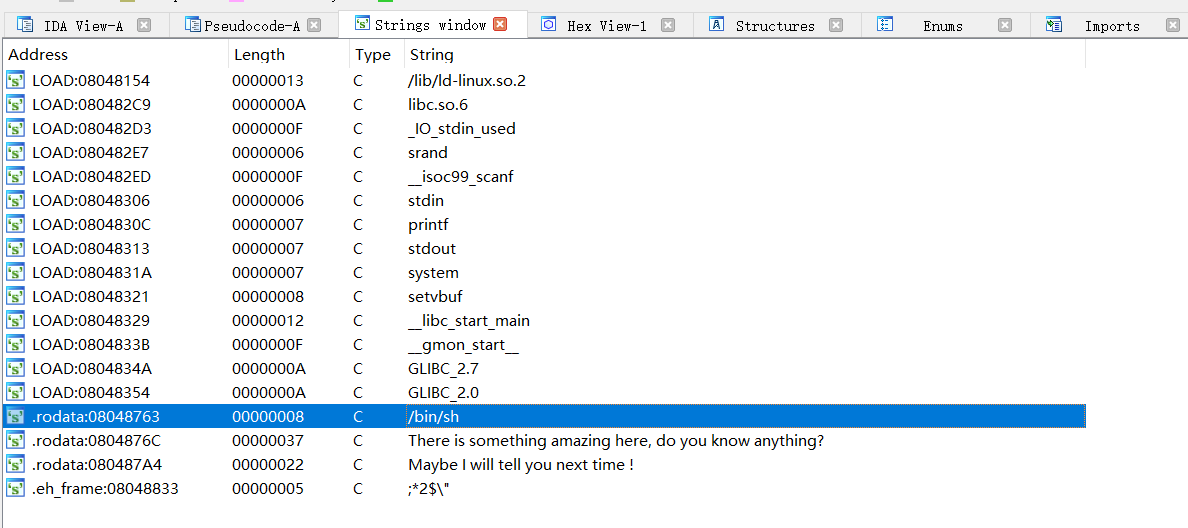 IDA View-A Pseudocode-A Strings window Hex View-1 Structures Enums Imports
Address Length Type String
LOAD:08048154 00000013 C /lib/ld-linux.so.2
LOAD:080482C9 0000000A C libc.so.6
LOAD:080482D3 0000000F C _IO_stdin_used
LOAD:080482E7 00000006 C srand
LOAD:080482ED 0000000F C __isoc99_scanf
LOAD:08048306 00000006 C stdin
LOAD:0804830C 00000007 C printf
LOAD:08048313 00000007 C stdout
LOAD:0804831A 00000007 C system
LOAD:08048321 00000008 C setvbuf
LOAD:08048329 00000012 C __libc_start_main
LOAD:0804833B 0000000F C __gmon_start__
LOAD:0804834A 0000000A C GLIBC_2.7
LOAD:08048354 0000000A C GLIBC_2.0
.rodata:08048763 00000008 C /bin/sh
.rodata:0804876C 00000037 C There is something amazing here, do you know anything?
.rodata:080487A4 00000022 C Maybe I will tell you next time !
.eh_frame:08048833 00000005 C ;*2$\"